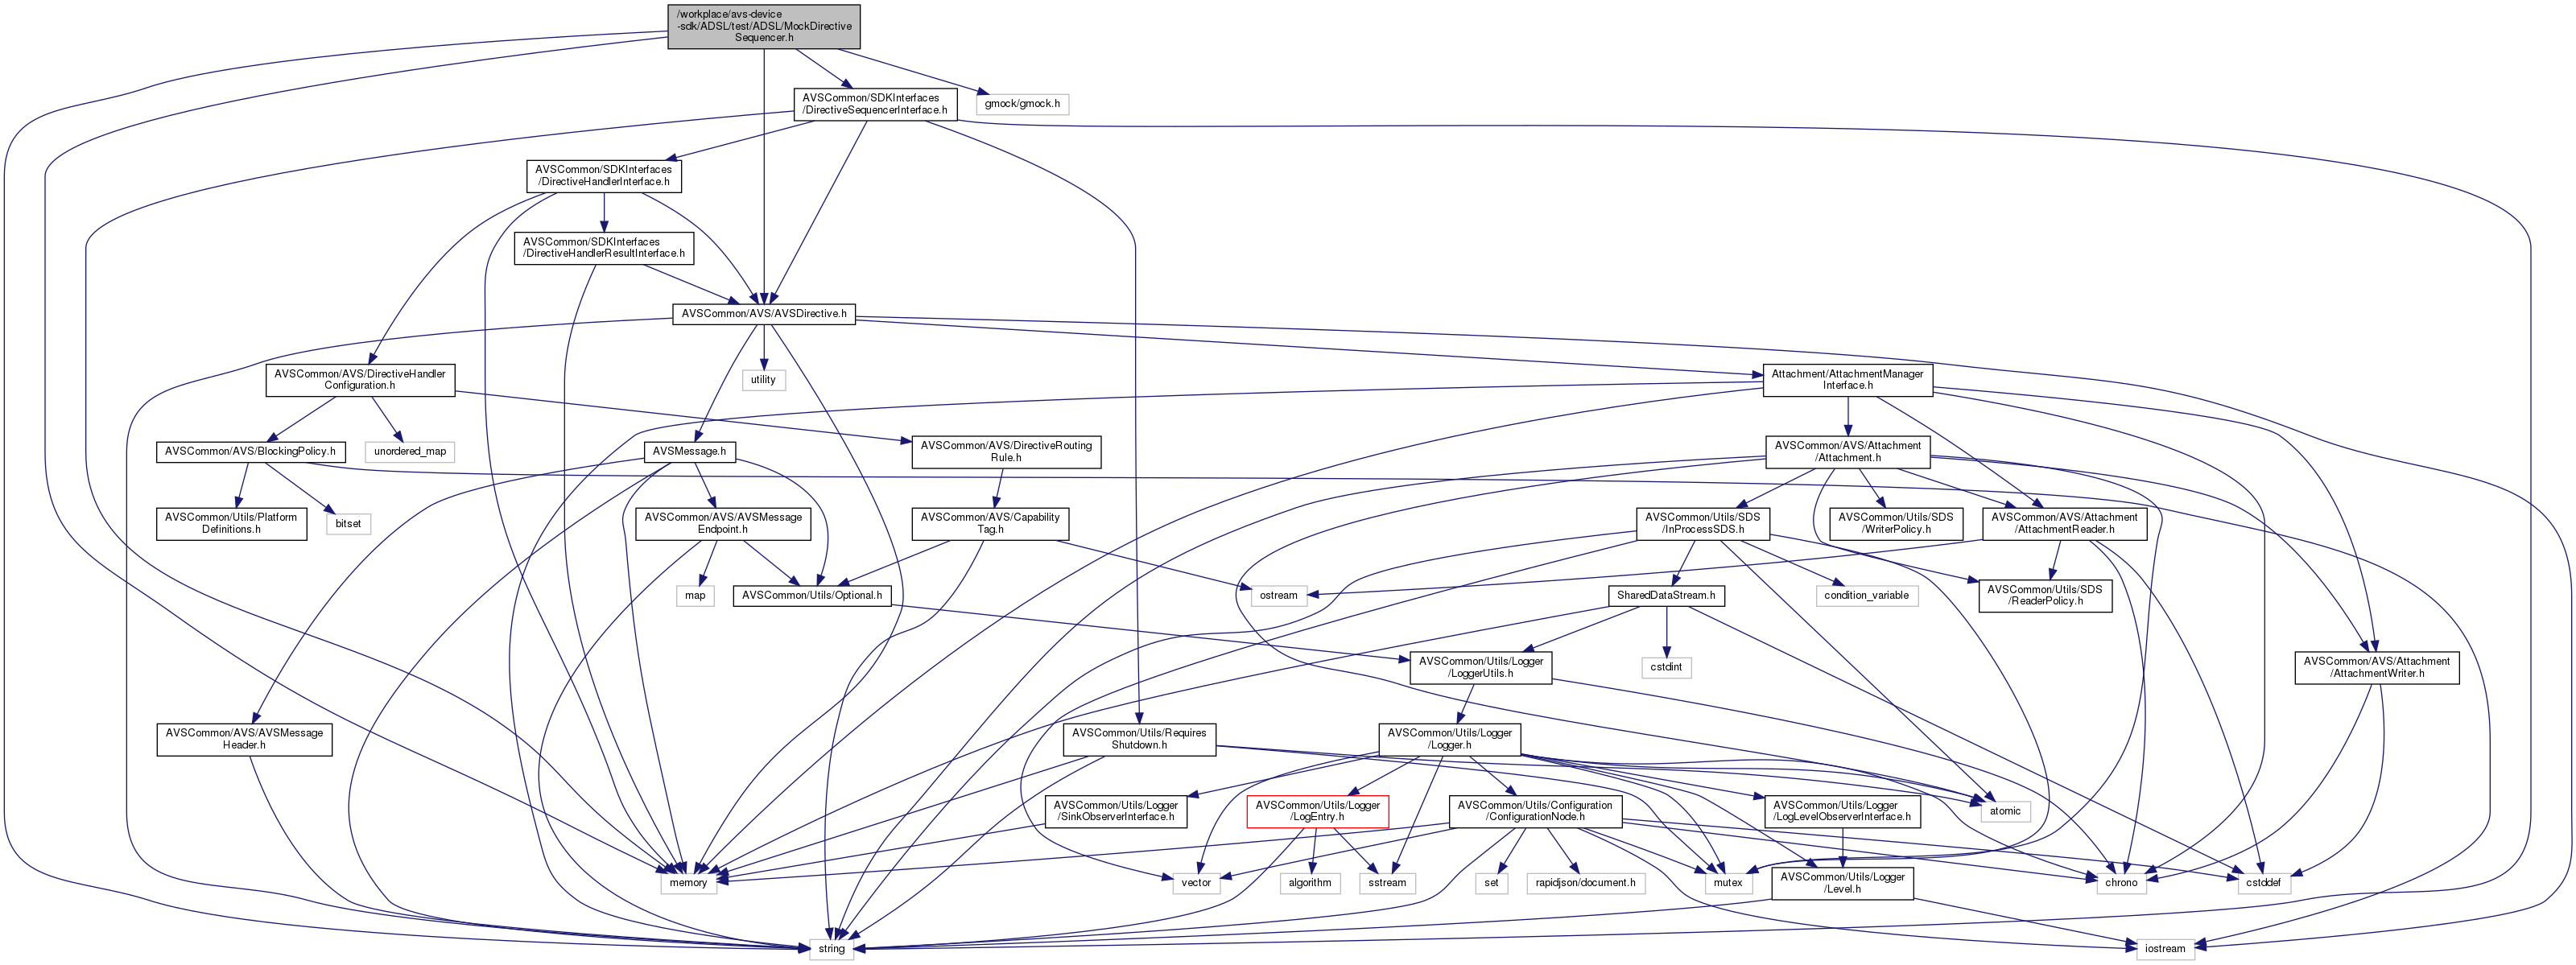 /workplace/avs-device
-sdk/ADSL/test/ADSL/MockDirective
Sequencer.h
AVSCommon/SDKInterfaces
/DirectiveSequencerInterface.h
gmock/gmock.h
AVSCommon/SDKInterfaces
/DirectiveHandlerInterface.h
AVSCommon/SDKInterfaces
/DirectiveHandlerResultInterface.h
AVSCommon/AVS/AVSDirective.h
AVSCommon/AVS/DirectiveHandler
Configuration.h
utility
Attachment/AttachmentManager
Interface.h
AVSCommon/AVS/BlockingPolicy.h
unordered_map
AVSMessage.h
AVSCommon/AVS/DirectiveRouting
Rule.h
AVSCommon/AVS/Attachment
/Attachment.h
AVSCommon/Utils/Platform
Definitions.h
bitset
AVSCommon/AVS/AVSMessage
Endpoint.h
AVSCommon/AVS/Capability
Tag.h
AVSCommon/Utils/SDS
/InProcessSDS.h
AVSCommon/Utils/SDS
/WriterPolicy.h
AVSCommon/AVS/Attachment
/AttachmentReader.h
map
AVSCommon/Utils/Optional.h
ostream
SharedDataStream.h
condition_variable
AVSCommon/Utils/SDS
/ReaderPolicy.h
AVSCommon/Utils/Logger
/LoggerUtils.h
cstdint
AVSCommon/AVS/Attachment
/AttachmentWriter.h
AVSCommon/AVS/AVSMessage
Header.h
AVSCommon/Utils/Requires
Shutdown.h
AVSCommon/Utils/Logger
/Logger.h
AVSCommon/Utils/Logger
/SinkObserverInterface.h
AVSCommon/Utils/Logger
/LogEntry.h
AVSCommon/Utils/Configuration
/ConfigurationNode.h
AVSCommon/Utils/Logger
/LogLevelObserverInterface.h
atomic
memory
vector
algorithm
sstream
set
rapidjson/document.h
mutex
AVSCommon/Utils/Logger
/Level.h
chrono
cstddef
string
iostream